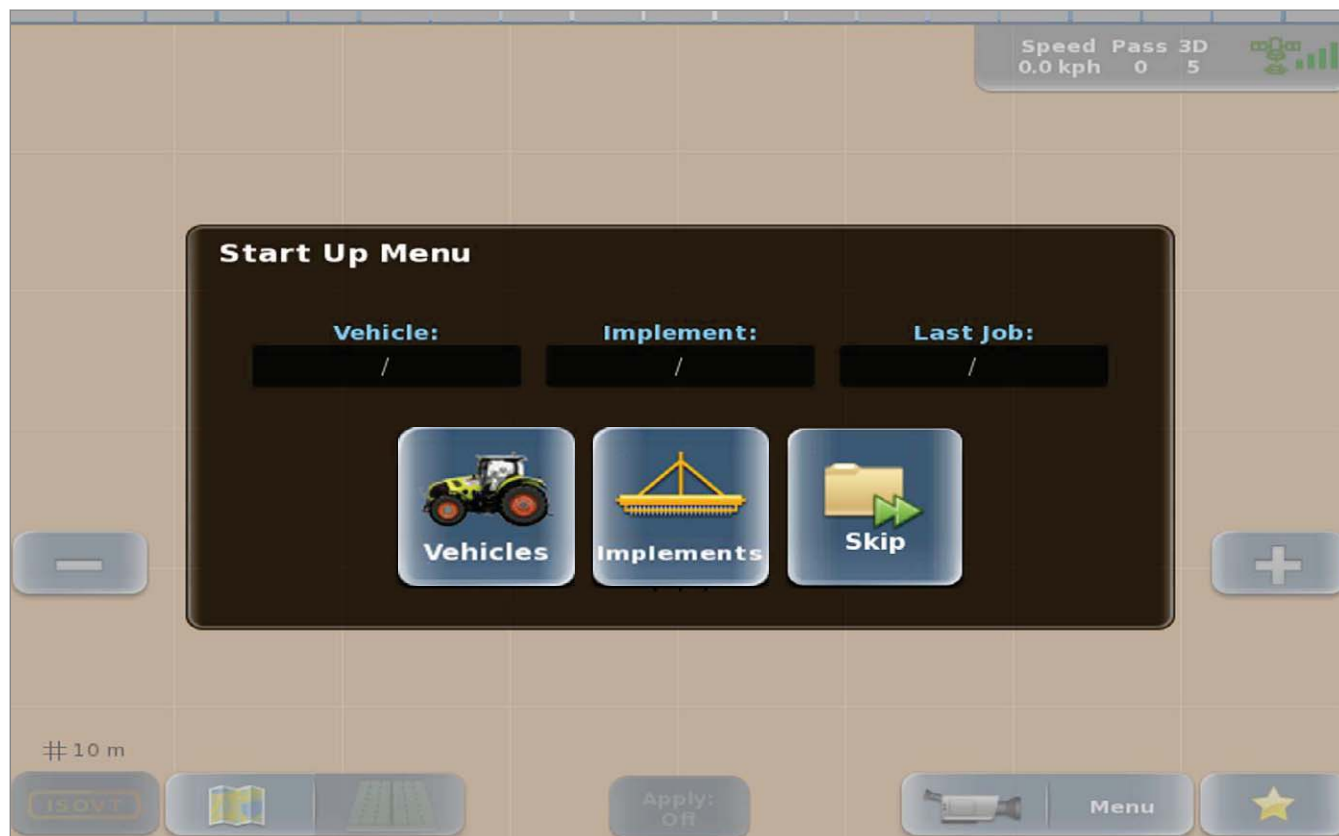 Speed Pass 3D
0.0 kph 0 5
Start Up Menu
Vehicle: Implement: Last Job:
/ / /
Vehicles Implements Skip
10 m
ISOVT
Apply:
Off
Menu